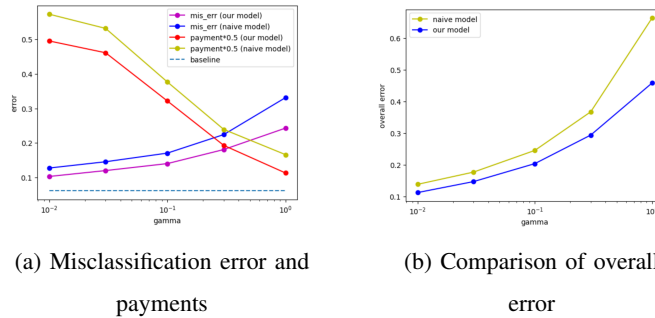 mis_err (our model)
mis_err (naive model)
payment*0.5 (our model)
payment*0.5 (naive model)
baseline
error
0.5
0.4
0.3
0.2
0.1
10⁻² 10⁻¹ 10⁰
gamma
(a) Misclassification error and
payments
naive model
our model
overall error
0.6
0.5
0.4
0.3
0.2
0.1
10⁻² 10⁻¹
gamma
(b) Comparison of overall
error